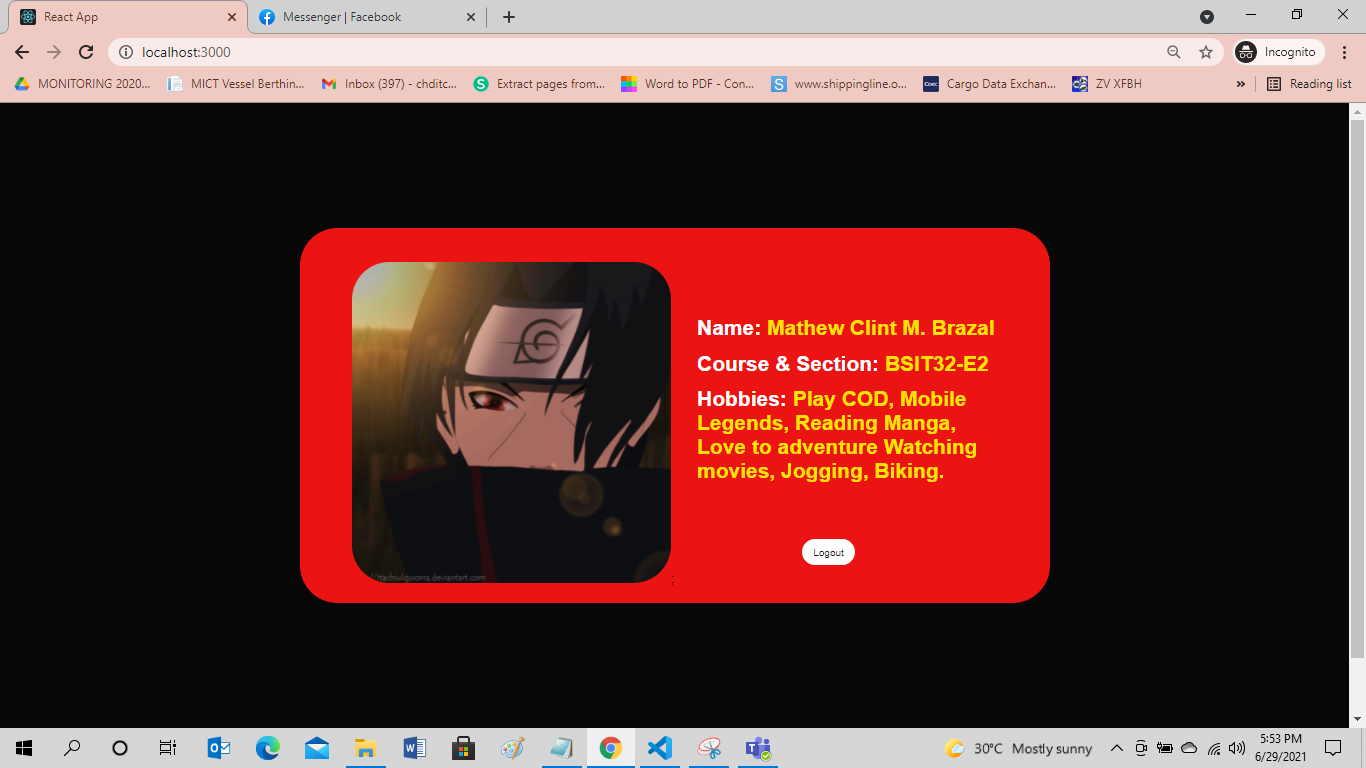 React App
Messenger | Facebook
localhost:3000
Incognito
MONITORING 2020...
MICT Vessel Berthin...
Inbox (397) - chditc...
Extract pages from...
Word to PDF - Con...
www.shippingline.o...
Cargo Data Exchan...
ZV XFBH
»
Reading list
Name: Mathew Clint M. Brazal
Course & Section: BSIT32-E2
Hobbies: Play COD, Mobile
Legends, Reading Manga,
Love to adventure Watching
movies, Jogging, Biking.
Logout
;
30°C Mostly sunny
5:53 PM
6/29/2021